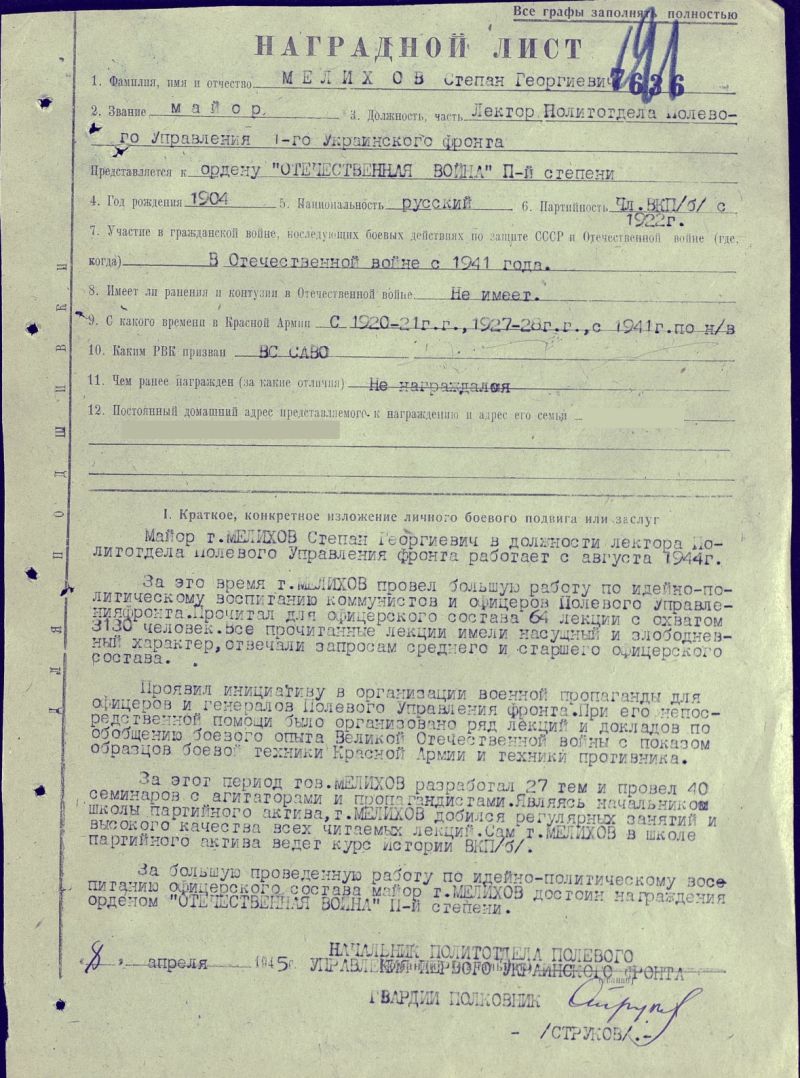 Все графы заполнять полностью
НАГРАДНОЙ ЛИСТ
191
1. Фамилия, имя и отчество МЕЛИХОВ Степан Георгиевич 7636
2. Звание майор 3. Должность, часть Лектор Политотдела Полево-
го Управления 1-го Украинского фронта
Представляется к ордену "ОТЕЧЕСТВЕННАЯ ВОЙНА" П-й степени
4. Год рождения 1904 5. Национальность русский 6. Партийность Чл.ВКП/б/ с
1922г.
7. Участие в гражданской войне, последующих боевых действиях по защите СССР и Отечественной войне (где,
когда) В Отечественной войне с 1941 года.
8. Имеет ли ранения и контузии в Отечественной войне Не имеет.
9. С какого времени в Красной Армии С 1920-21г.г.,1927-28г.г.,с 1941г.по н/в
10. Каким РВК призван ВС САВО
11. Чем ранее награжден (за какие отличия) Не награждался
12. Постоянный домашний адрес представляемого к награждению и адрес его семьи
ДЛЯ ПОДШИВКИ
I. Краткое, конкретное изложение личного боевого подвига или заслуг
Майор т.МЕЛИХОВ Степан Георгиевич в должности лектора По-
литотдела Полевого Управления фронта работает с августа 1944г.
За это время т.МЕЛИХОВ провел большую работу по идейно-по-
литическому воспитанию коммунистов и офицеров Полевого Управле-
нияфронта.Прочитал для офицерского состава 64 лекции с охватом
3130 человек.Все прочитанные лекции имели насущный и злободнев-
ный характер,отвечали запросам среднего и старшего офицерского
состава.
Проявил инициативу в организации военной пропаганды для
офицеров и генералов Полевого Управления фронта.При его непос-
редственной помощи было организовано ряд лекций и докладов по
обобщению боевого опыта Великой Отечественной войны с показом
образцов боевой техники Красной Армии и техники противника.
За этот период тов.МЕЛИХОВ разработал 27 тем и провел 40
семинаров с агитаторами и пропагандистами.Являясь начальником
школы партийного актива,т.МЕЛИХОВ добился регулярных занятий и
высокого качества всех читаемых лекций.Сам т.МЕЛИХОВ в школе
партийного актива ведет курс Истории ВКП/б/.
За большую проведенную работу по идейно-политическому восе-
питанию офицерского состава майор т.МЕЛИХОВ достоин награждения
орденом "ОТЕЧЕСТВЕННАЯ ВОЙНА" П-й степени.
НАЧАЛЬНИК ПОЛИТОТДЕЛА ПОЛЕВОГО
"8" апреля 1945г. УПРАВЛЕНИЯ ПЕРВОГО УКРАИНСКОГО ФРОНТА
ГВАРДИИ ПОЛКОВНИК Струков
- /СТРУКОВ/.-